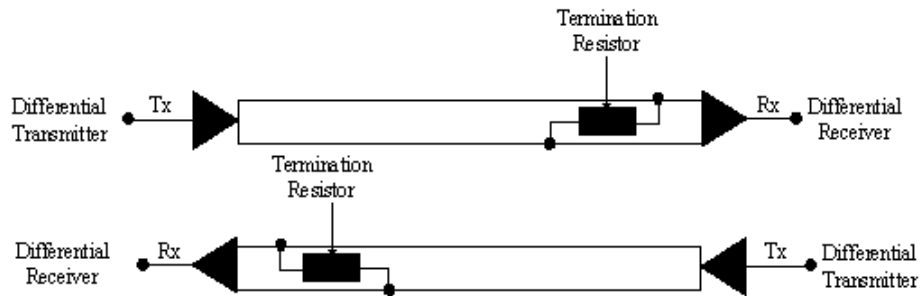 Termination
Resistor
Differential
Transmitter
Tx
Rx
Differential
Receiver
Termination
Resistor
Differential
Receiver
Rx
Tx
Differential
Transmitter